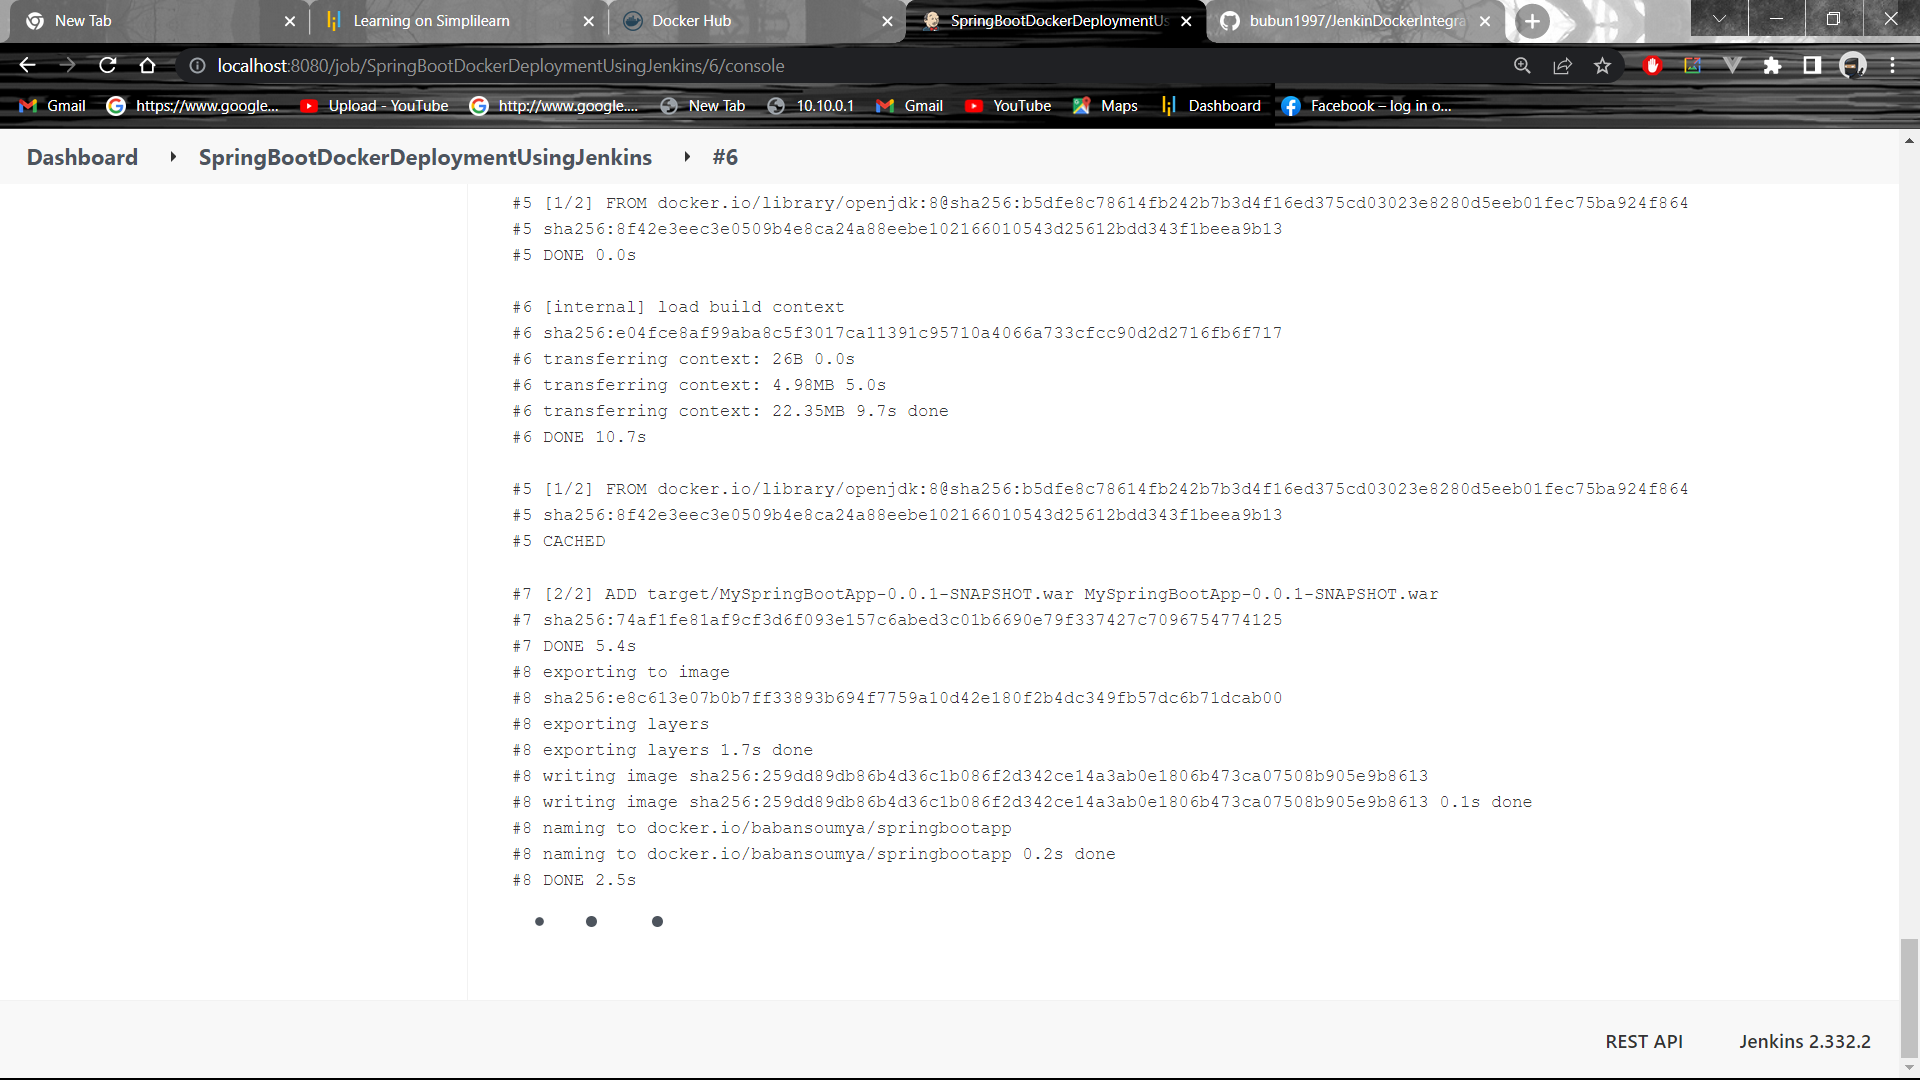 New Tab
Learning on Simplilearn
Docker Hub
SpringBootDockerDeploymentUs
bubun1997/JenkinDockerIntegra
localhost:8080/job/SpringBootDockerDeploymentUsingJenkins/6/console
Gmail
https://www.google...
Upload - YouTube
http://www.google....
New Tab
10.10.0.1
Gmail
YouTube
Maps
Dashboard
Facebook – log in o...
Dashboard
SpringBootDockerDeploymentUsingJenkins
#6
#5 [1/2] FROM docker.io/library/openjdk:8@sha256:b5dfe8c78614fb242b7b3d4f16ed375cd03023e8280d5eeb01fec75ba924f864
#5 sha256:8f42e3eec3e0509b4e8ca24a88eebe102166010543d25612bdd343f1beea9b13
#5 DONE 0.0s
#6 [internal] load build context
#6 sha256:e04fce8af99aba8c5f3017ca11391c95710a4066a733cfcc90d2d2716fb6f717
#6 transferring context: 26B 0.0s
#6 transferring context: 4.98MB 5.0s
#6 transferring context: 22.35MB 9.7s done
#6 DONE 10.7s
#5 [1/2] FROM docker.io/library/openjdk:8@sha256:b5dfe8c78614fb242b7b3d4f16ed375cd03023e8280d5eeb01fec75ba924f864
#5 sha256:8f42e3eec3e0509b4e8ca24a88eebe102166010543d25612bdd343f1beea9b13
#5 CACHED
#7 [2/2] ADD target/MySpringBootApp-0.0.1-SNAPSHOT.war MySpringBootApp-0.0.1-SNAPSHOT.war
#7 sha256:74af1fe81af9cf3d6f093e157c6abed3c01b6690e79f337427c7096754774125
#7 DONE 5.4s
#8 exporting to image
#8 sha256:e8c613e07b0b7ff33893b694f7759a10d42e180f2b4dc349fb57dc6b71dcab00
#8 exporting layers
#8 exporting layers 1.7s done
#8 writing image sha256:259dd89db86b4d36c1b086f2d342ce14a3ab0e1806b473ca07508b905e9b8613
#8 writing image sha256:259dd89db86b4d36c1b086f2d342ce14a3ab0e1806b473ca07508b905e9b8613 0.1s done
#8 naming to docker.io/babansoumya/springbootapp
#8 naming to docker.io/babansoumya/springbootapp 0.2s done
#8 DONE 2.5s
REST API
Jenkins 2.332.2